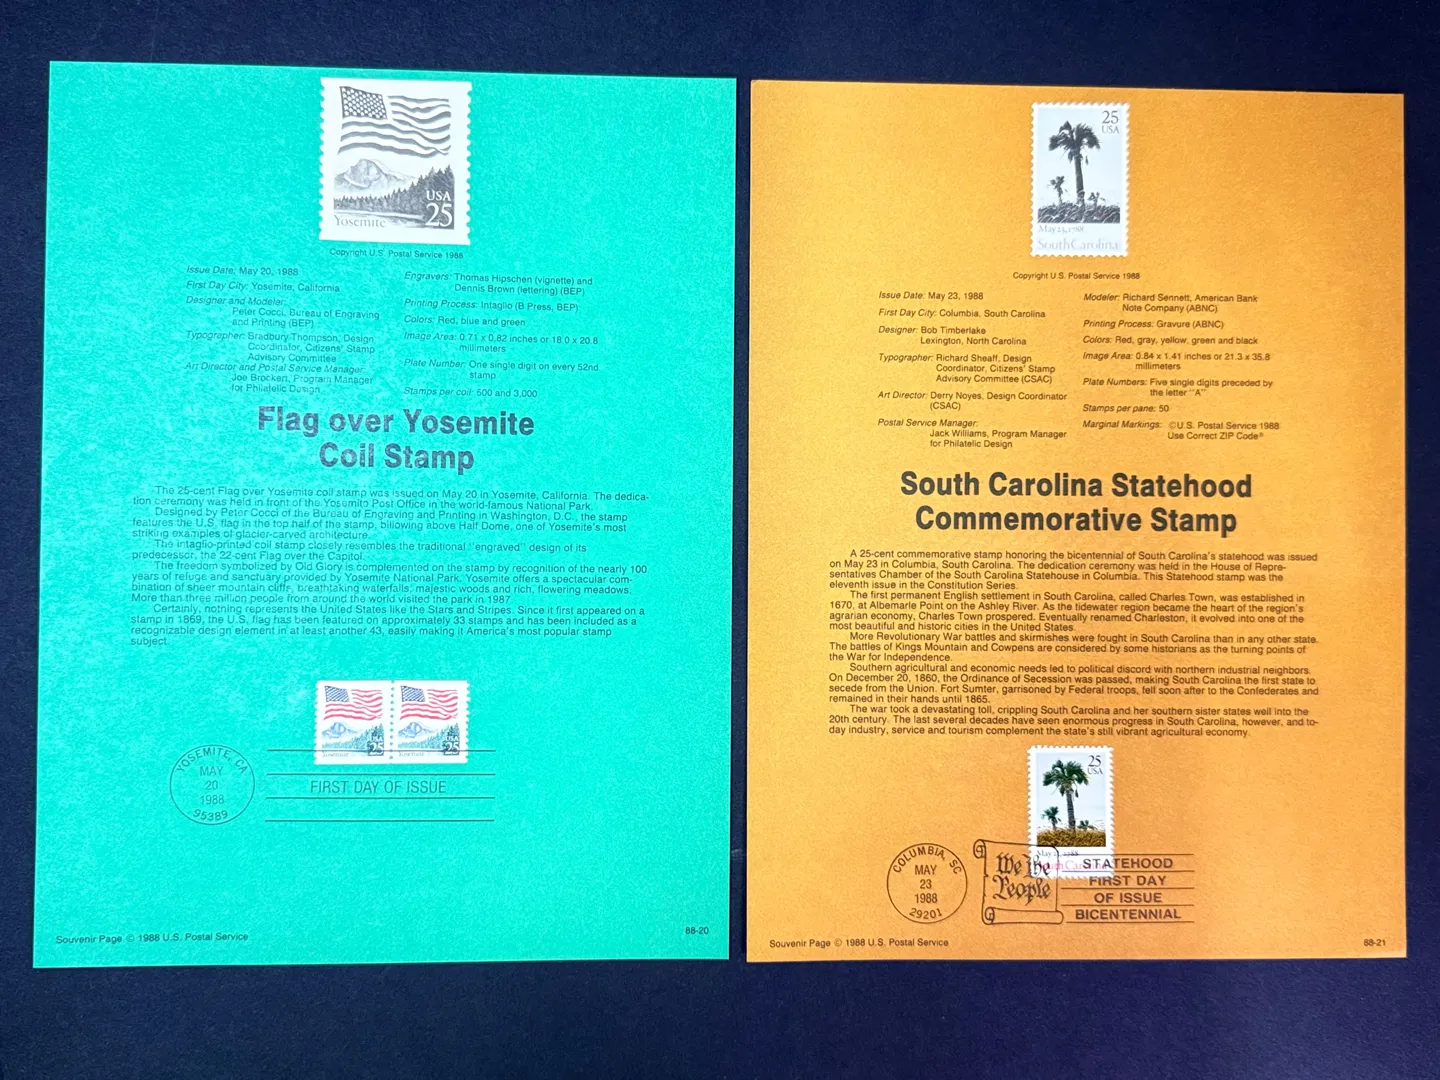 USA
25
Yosemite
Copyright U.S. Postal Service 1988
Issue Date: May 20, 1988
First Day City: Yosemite, California
Designer and Modeler:
Peter Cocci, Bureau of Engraving
and Printing (BEP)
Typographer: Bradbury Thompson, Design
Coordinator, Citizens' Stamp
Advisory Committee
Art Director and Postal Service Manager:
Joe Brockert, Program Manager
for Philatelic Design
Engravers: Thomas Hipschen (vignette) and
Dennis Brown (lettering) (BEP)
Printing Process: Intaglio (B Press, BEP)
Colors: Red, blue and green
Image Area: 0.71 x 0.82 inches or 18.0 x 20.8
millimeters
Plate Number: One single digit on every 52nd
stamp
Stamps per coil: 500 and 3,000
Flag over Yosemite
Coil Stamp
The 25-cent Flag over Yosemite coil stamp was issued on May 20 in Yosemite, California. The dedica-
tion ceremony was held in front of the Yosemite Post Office in the world-famous National Park.
Designed by Peter Cocci of the Bureau of Engraving and Printing in Washington, D.C., the stamp
features the U.S. flag in the top half of the stamp, billowing above Half Dome, one of Yosemite's most
striking examples of glacier-carved architecture.
The intaglio-printed coil stamp closely resembles the traditional "engraved" design of its
predecessor, the 22-cent Flag over the Capitol.
The freedom symbolized by Old Glory is complemented on the stamp by recognition of the nearly 100
years of refuge and sanctuary provided by Yosemite National Park. Yosemite offers a spectacular com-
bination of sheer mountain cliffs, breathtaking waterfalls, majestic woods and rich, flowering meadows.
More than three million people from around the world visited the park in 1987.
Certainly, nothing represents the United States like the Stars and Stripes. Since it first appeared on a
stamp in 1869, the U.S. flag has been featured on approximately 33 stamps and has been included as a
recognizable design element in at least another 43, easily making it America's most popular stamp
subject.
USA
25
Yosemite
USA
25
Yosemite
YOSEMITE, CA
MAY
20
1988
95389
FIRST DAY OF ISSUE
Souvenir Page © 1988 U.S. Postal Service
88-20
25
USA
May 23, 1988
South Carolina
Copyright U.S. Postal Service 1988
Issue Date: May 23, 1988
First Day City: Columbia, South Carolina
Designer: Bob Timberlake
Lexington, North Carolina
Typographer: Richard Sheaff, Design
Coordinator, Citizens' Stamp
Advisory Committee (CSAC)
Art Director: Derry Noyes, Design Coordinator
(CSAC)
Postal Service Manager:
Jack Williams, Program Manager
for Philatelic Design
Modeler: Richard Sennett, American Bank
Note Company (ABNC)
Printing Process: Gravure (ABNC)
Colors: Red, gray, yellow, green and black
Image Area: 0.84 x 1.41 inches or 21.3 x 35.8
millimeters
Plate Numbers: Five single digits preceded by
the letter "A"
Stamps per pane: 50
Marginal Markings: ©U.S. Postal Service 1988
Use Correct ZIP Code®
South Carolina Statehood
Commemorative Stamp
A 25-cent commemorative stamp honoring the bicentennial of South Carolina's statehood was issued
on May 23 in Columbia, South Carolina. The dedication ceremony was held in the House of Repre-
sentatives Chamber of the South Carolina Statehouse in Columbia. This Statehood stamp was the
eleventh issue in the Constitution Series.
The first permanent English settlement in South Carolina, called Charles Town, was established in
1670, at Albemarle Point on the Ashley River. As the tidewater region became the heart of the region's
agrarian economy, Charles Town prospered. Eventually renamed Charleston, it evolved into one of the
most beautiful and historic cities in the United States.
More Revolutionary War battles and skirmishes were fought in South Carolina than in any other state.
The battles of Kings Mountain and Cowpens are considered by some historians as the turning points of
the War for Independence.
Southern agricultural and economic needs led to political discord with northern industrial neighbors.
On December 20, 1860, the Ordinance of Secession was passed, making South Carolina the first state to
secede from the Union. Fort Sumter, garrisoned by Federal troops, fell soon after to the Confederates and
remained in their hands until 1865.
The war took a devastating toll, crippling South Carolina and her southern sister states well into the
20th century. The last several decades have seen enormous progress in South Carolina, however, and to-
day industry, service and tourism complement the state's still vibrant agricultural economy.
25
USA
May 23, 1988
South Carolina
COLUMBIA, SC
MAY
23
1988
29201
We the
People
STATEHOOD
FIRST DAY
OF ISSUE
BICENTENNIAL
Souvenir Page © 1988 U.S. Postal Service
88-21